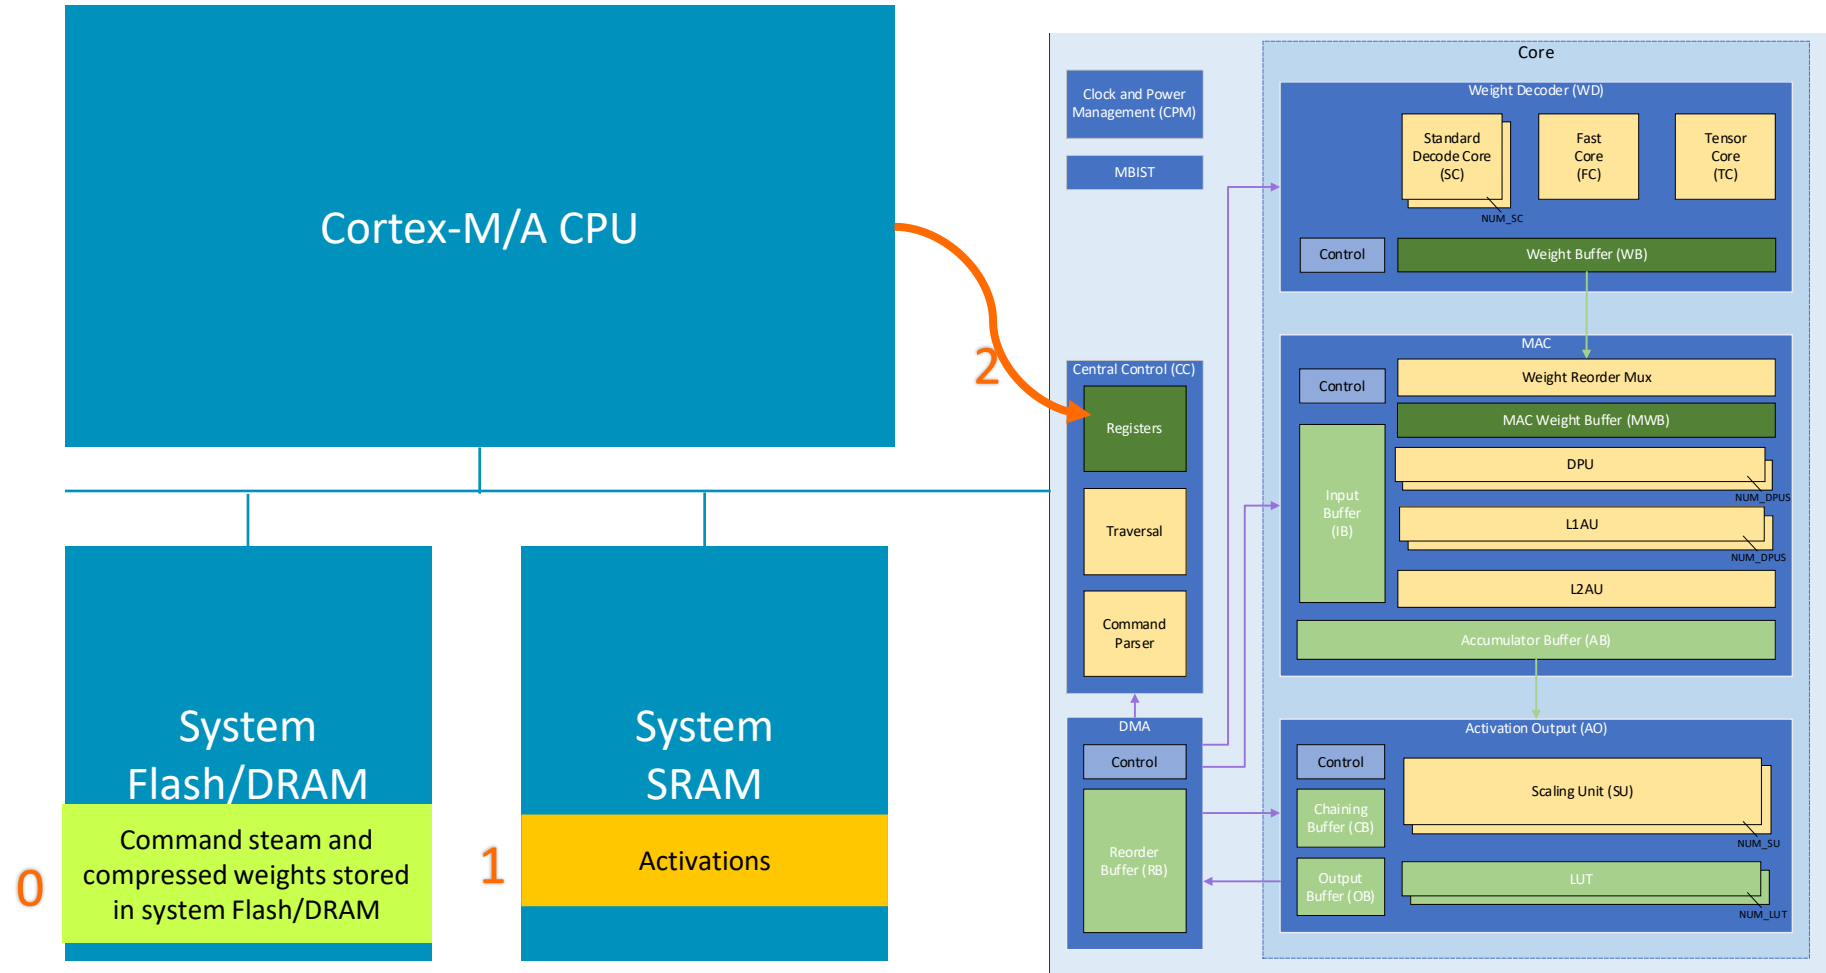 Cortex-M/A CPU
System
Flash/DRAM
Command steam and
compressed weights stored
in system Flash/DRAM
0
System
SRAM
Activations
1
2
Clock and Power
Management (CPM)
MBIST
Central Control (CC)
Registers
Traversal
Command
Parser
DMA
Control
Reorder
Buffer (RB)
Core
Weight Decoder (WD)
Standard
Decode Core
(SC)
NUM_SC
Fast
Core
(FC)
Tensor
Core
(TC)
Control
Weight Buffer (WB)
MAC
Control
Weight Reorder Mux
MAC Weight Buffer (MWB)
Input
Buffer
(IB)
DPU
NUM_DPUS
L1AU
NUM_DPUS
L2AU
Accumulator Buffer (AB)
Activation Output (AO)
Control
Chaining
Buffer (CB)
Output
Buffer (OB)
Scaling Unit (SU)
NUM_SU
LUT
NUM_LUT